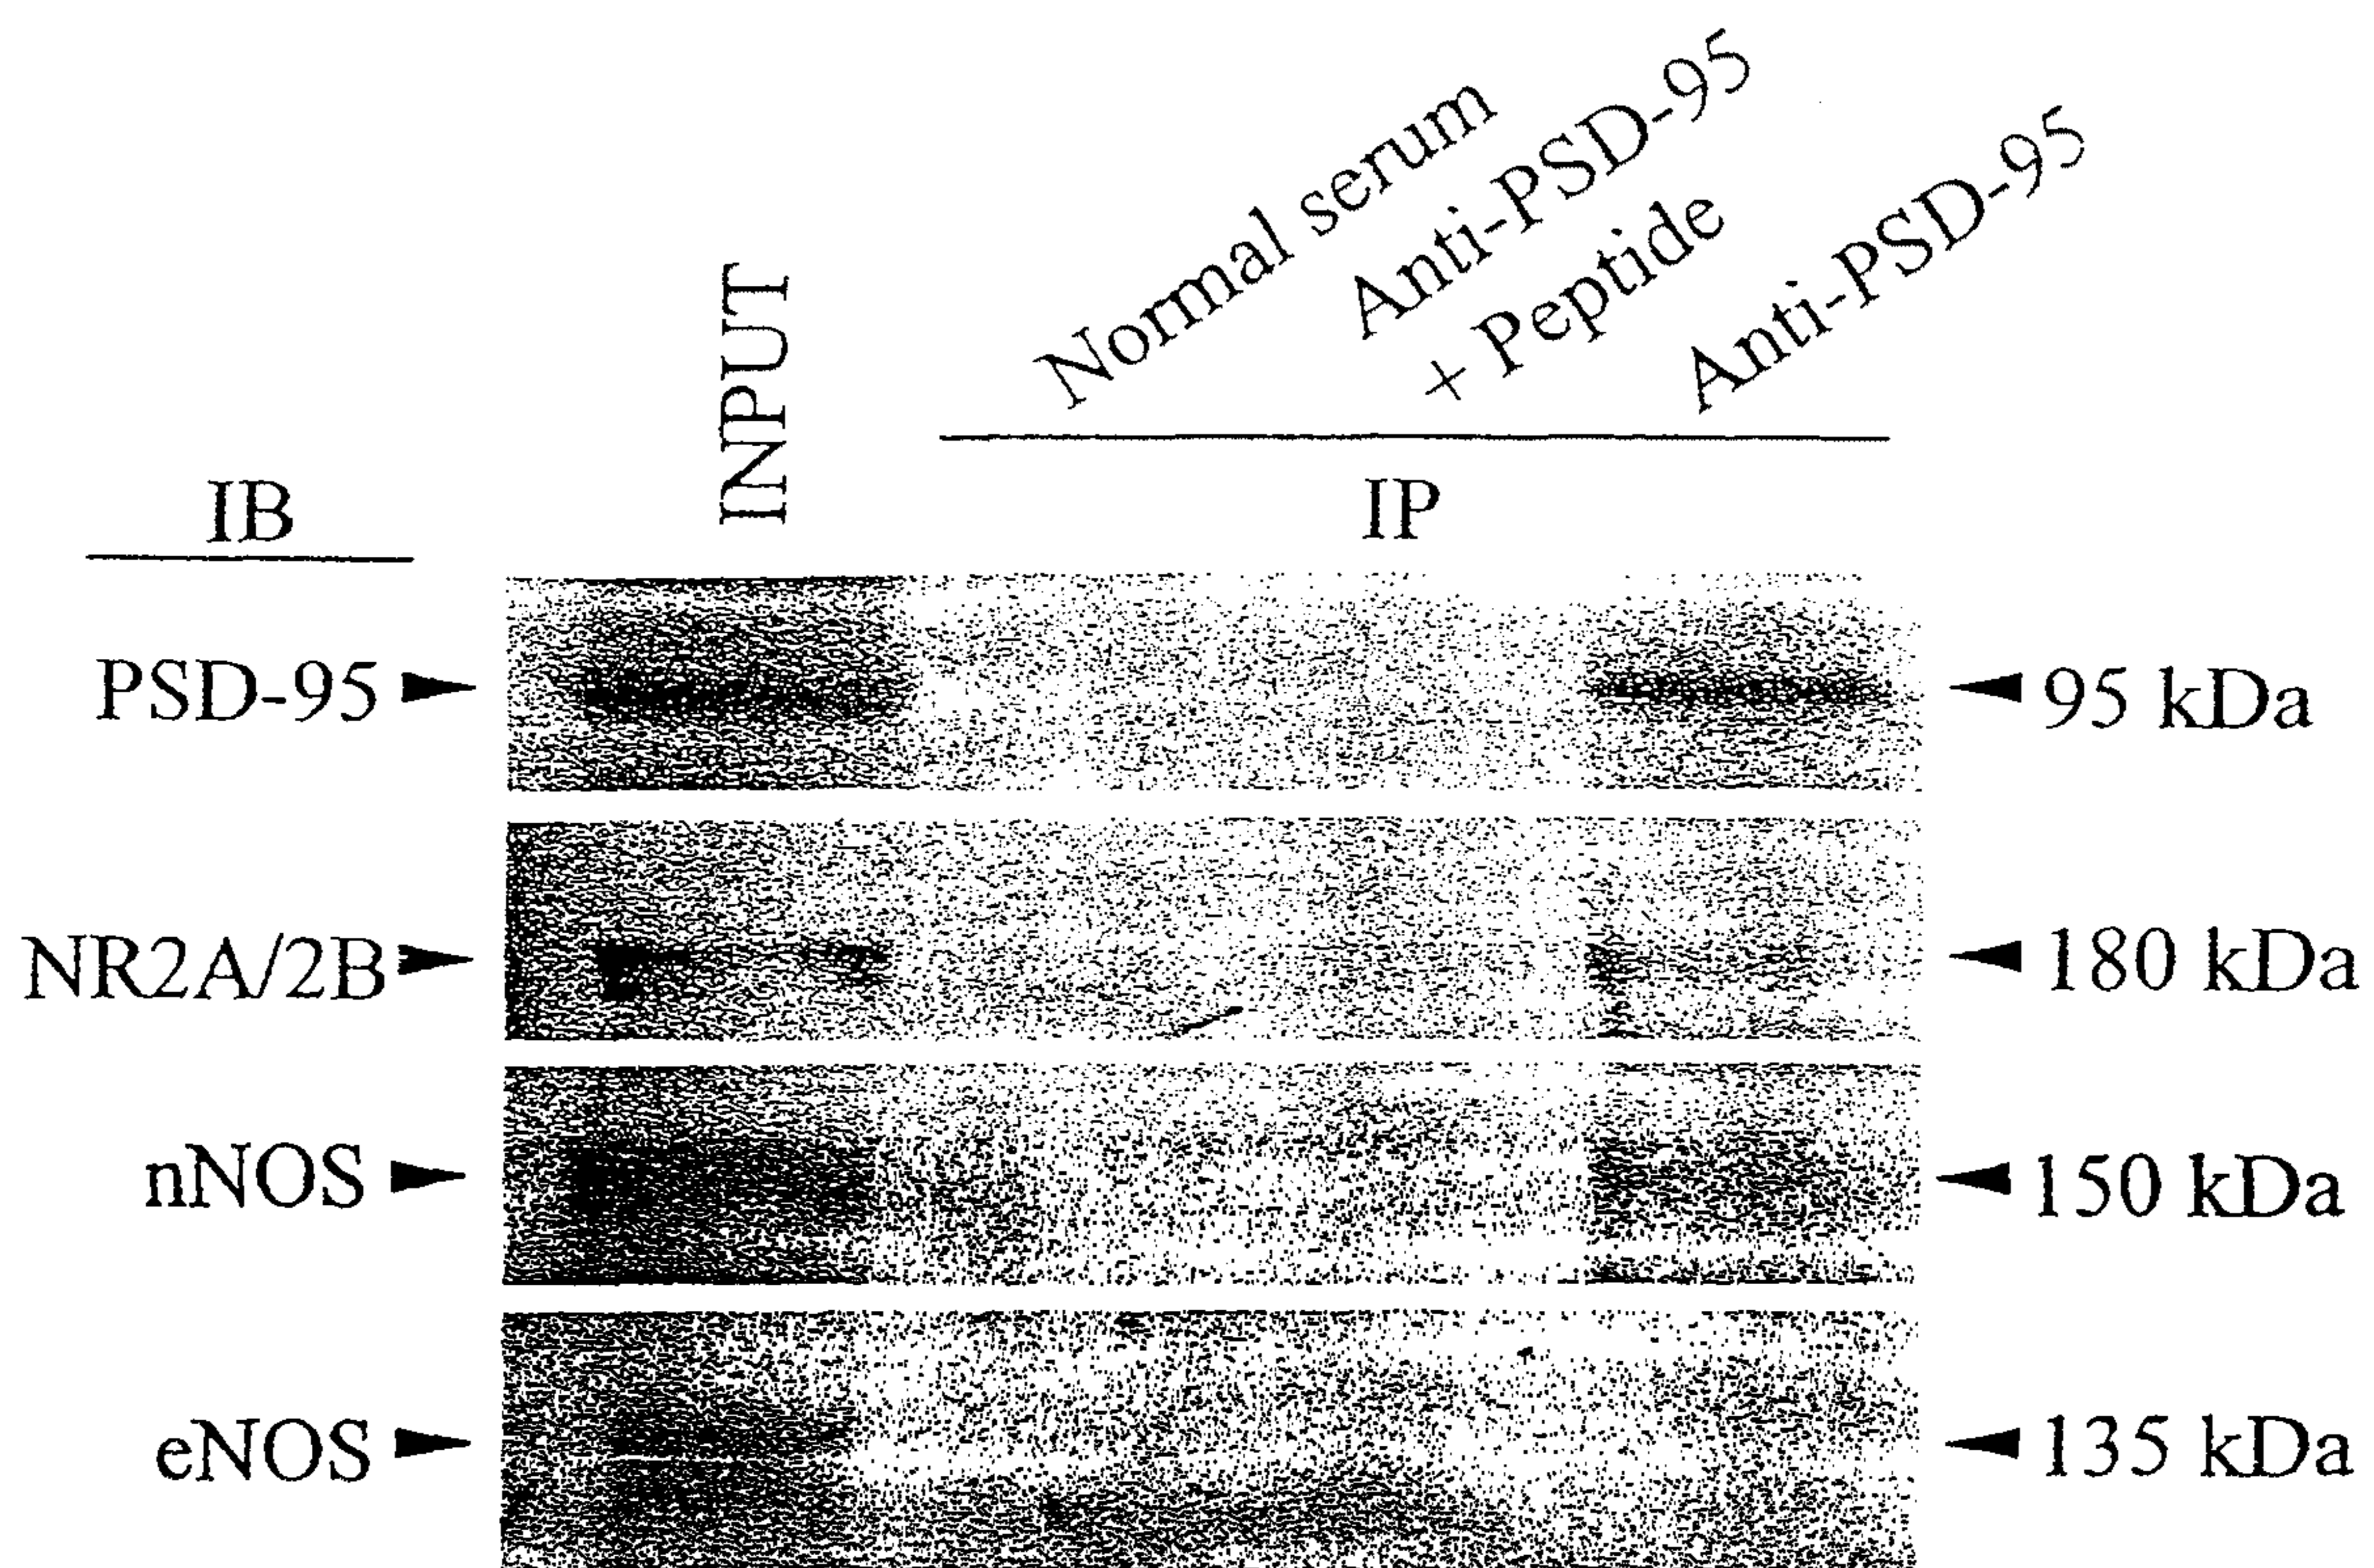 INPUT
Normal serum
Anti-PSD-95
+ Peptide
Anti-PSD-95
IB
IP
PSD-95
95 kDa
NR2A/2B
180 kDa
nNOS
150 kDa
eNOS
135 kDa